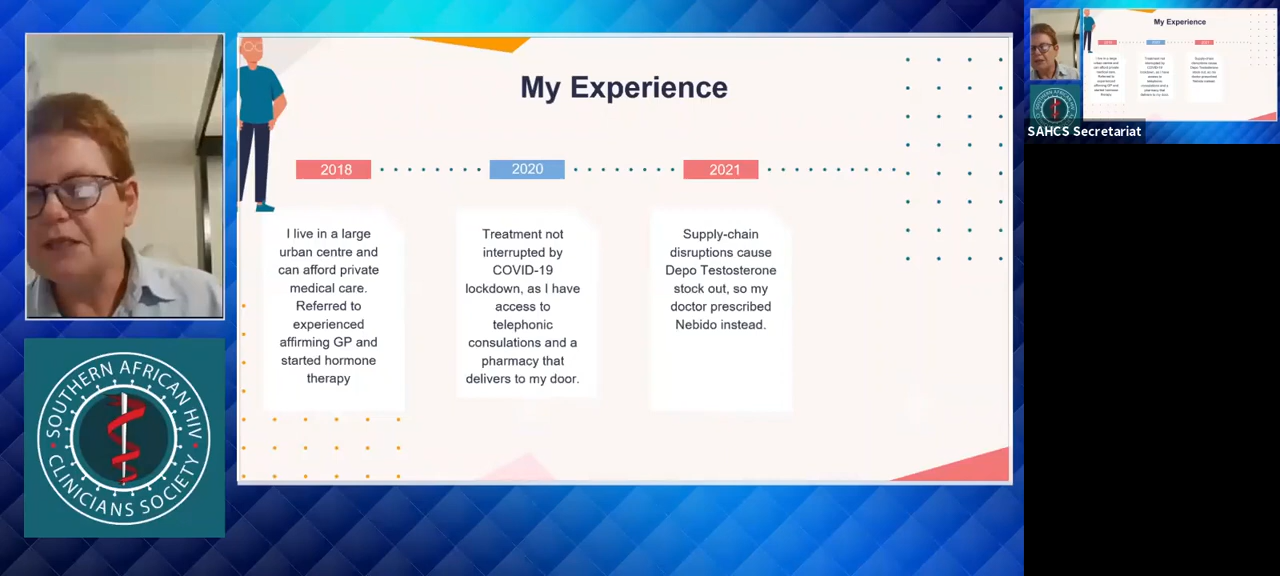 My Experience
2018
2020
2021
I live in a large
urban centre and
can afford private
medical care.
Referred to
experienced
affirming GP and
started hormone
therapy
Treatment not
interrupted by
COVID-19
lockdown, as I have
access to
telephonic
consulations and a
pharmacy that
delivers to my door.
Supply-chain
disruptions cause
Depo Testosterone
stock out, so my
doctor prescribed
Nebido instead.
SOUTHERN AFRICAN HIV
CLINICIANS SOCIETY
My Experience
SAHCS Secretariat